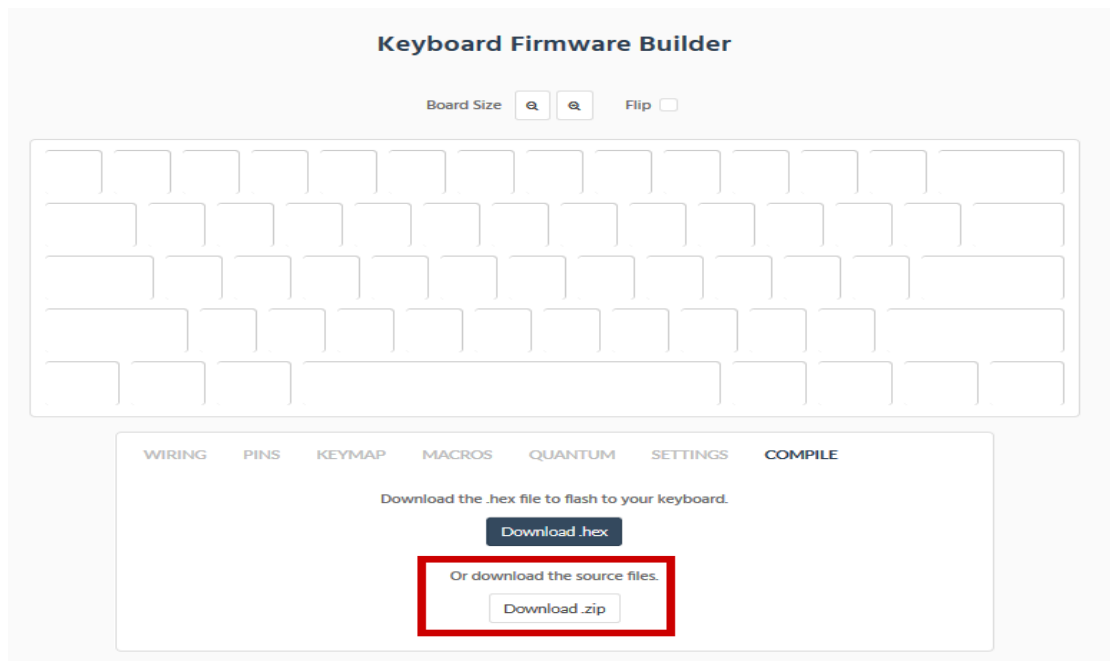 Keyboard Firmware Builder
Board Size Flip
WIRING PINS KEYMAP MACROS QUANTUM SETTINGS COMPILE
Download the .hex file to flash to your keyboard.
Download .hex
Or download the source files.
Download .zip